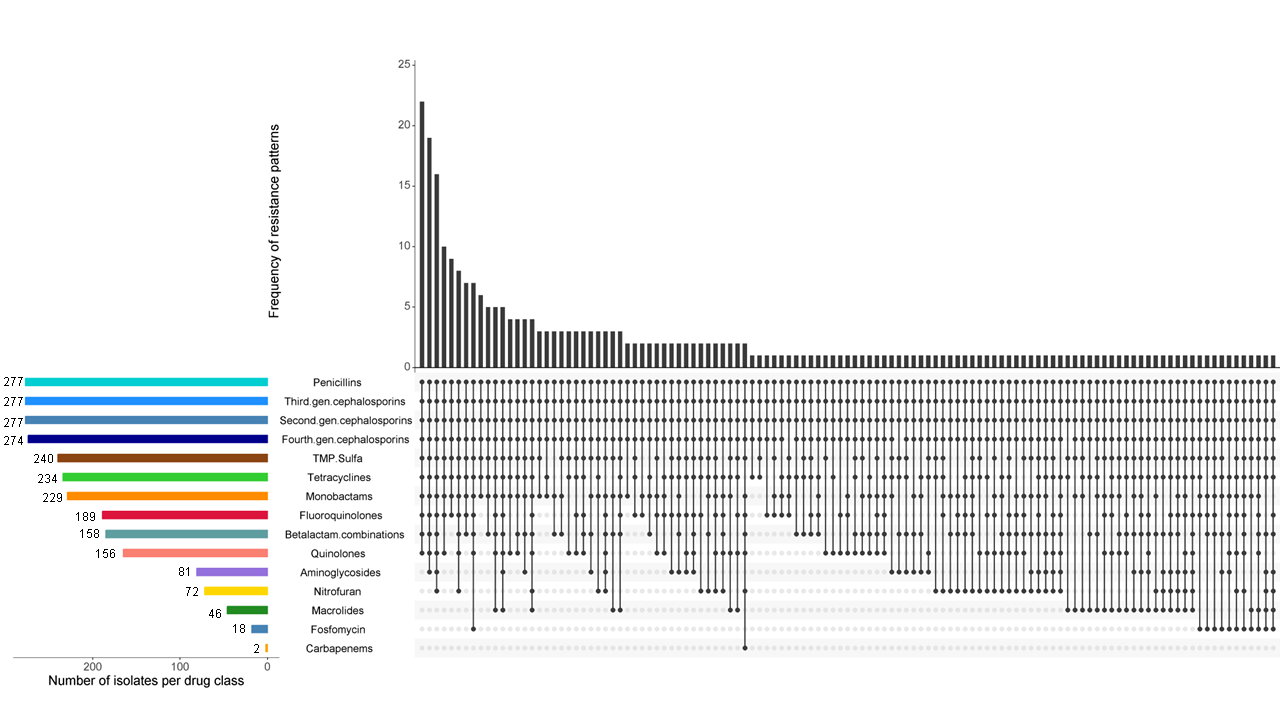 25
20
15
10
5
0
Frequency of resistance patterns
277 Penicillins
277 Third.gen.cephalosporins
277 Second.gen.cephalosporins
274 Fourth.gen.cephalosporins
240 TMP.Sulfa
234 Tetracyclines
229 Monobactams
189 Fluoroquinolones
158 Betalactam.combinations
156 Quinolones
81 Aminoglycosides
72 Nitrofuran
46 Macrolides
18 Fosfomycin
2 Carbapenems
200 100 0
Number of isolates per drug class